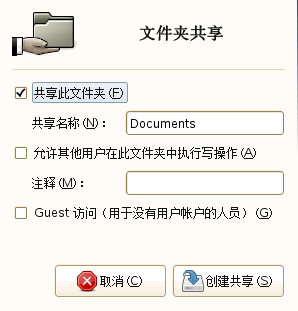 文件夹共享
共享此文件夹(F)
共享名称(N)： Documents
允许其他用户在此文件夹中执行写操作(A)
注释(M)：
Guest 访问（用于没有用户帐户的人员）(G)
取消(C) 创建共享(S)